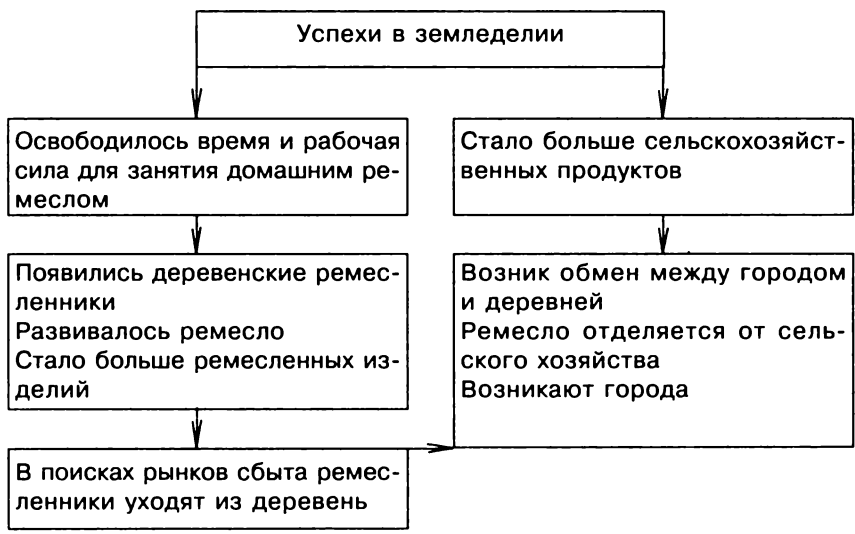 Успехи в земледелии
Освободилось время и рабочая
сила для занятия домашним ре-
меслом
Стало больше сельскохозяйст-
венных продуктов
Появились деревенские ремес-
ленники
Развивалось ремесло
Стало больше ремесленных из-
делий
Возник обмен между городом
и деревней
Ремесло отделяется от сель-
ского хозяйства
Возникают города
В поисках рынков сбыта ремес-
ленники уходят из деревень